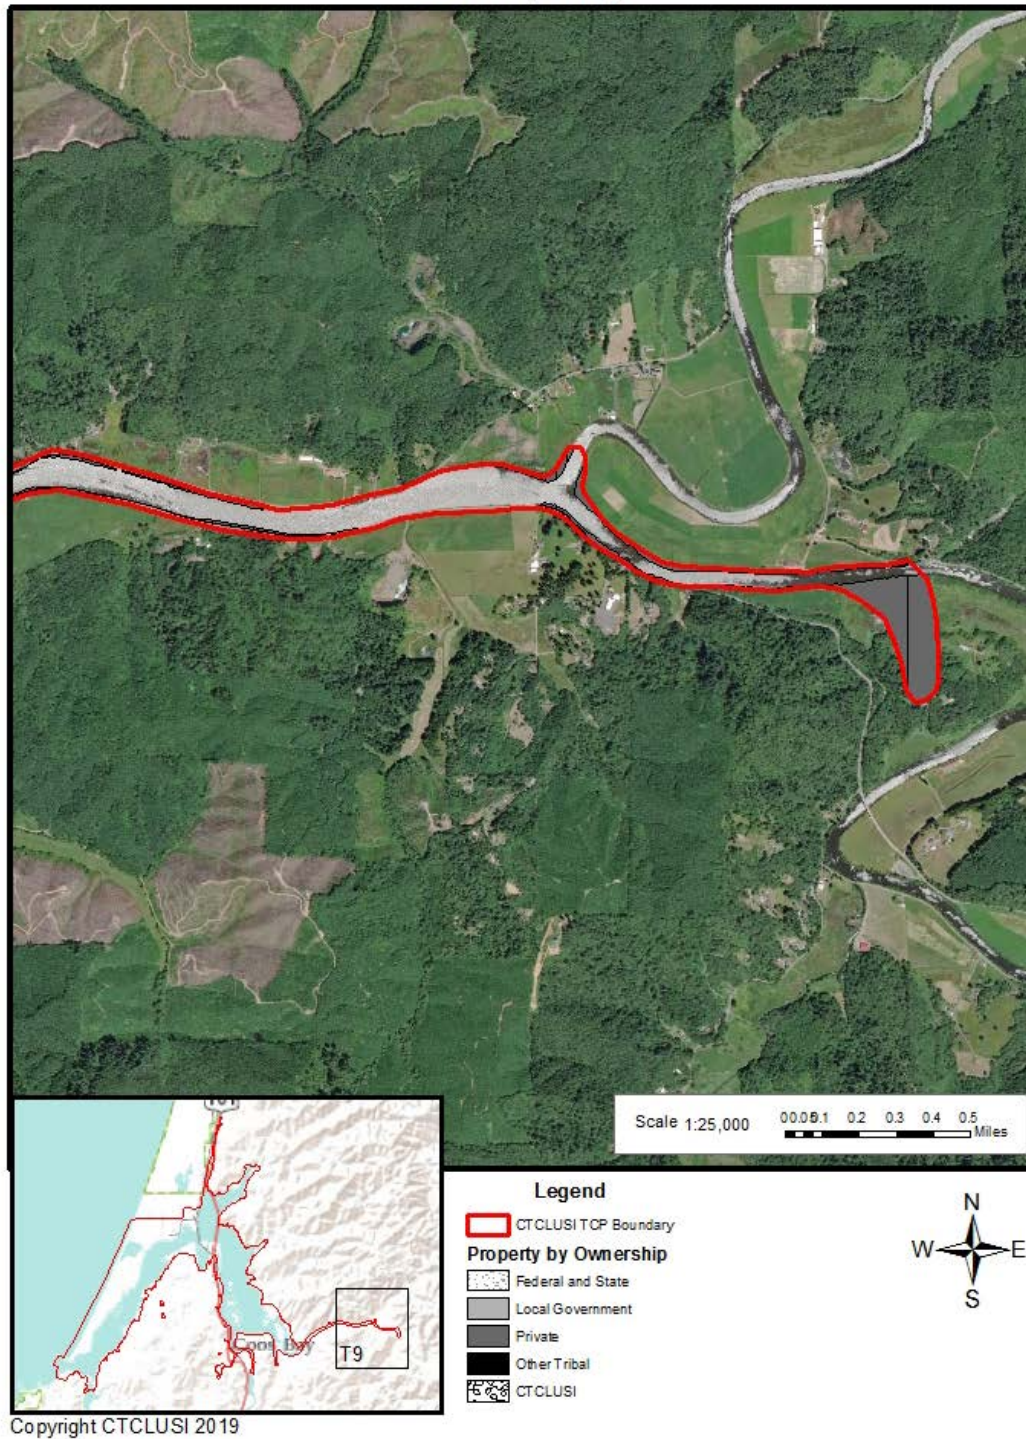 Scale 1:25,000
0 0.05 0.1 0.2 0.3 0.4 0.5
Miles
101
Coos Bay
T9
Legend
CTCLUSI TCP Boundary
Property by Ownership
Federal and State
Local Government
Private
Other Tribal
CTCLUSI
N
W E
S
Copyright CTCLUSI 2019